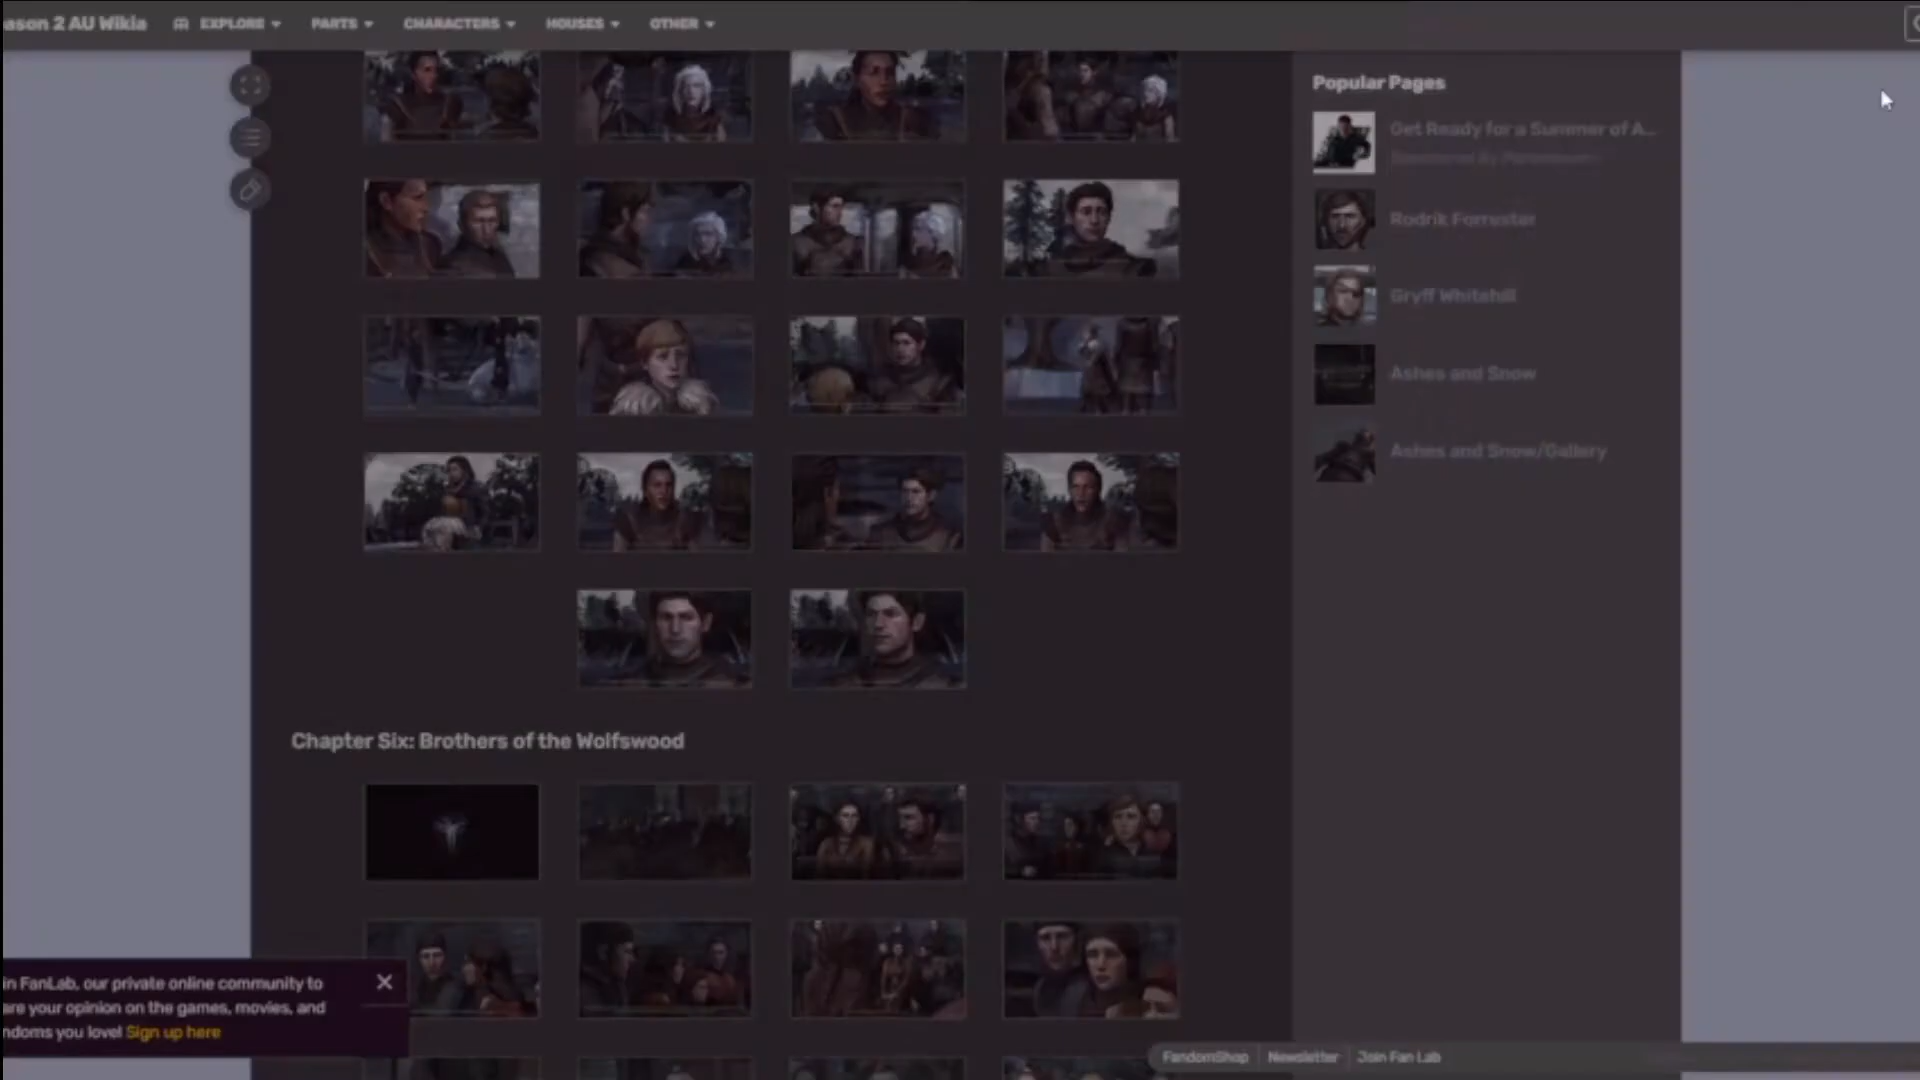 ason 2 AU Wikia
EXPLORE
PARTS
CHARACTERS
HOUSES
OTHER
Popular Pages
Get Ready for a Summer of A...
Rodrik Forrester
Gryff Whitehill
Ashes and Snow
Ashes and Snow/Gallery
Chapter Six: Brothers of the Wolfswood
in FanLab, our private online community to
are your opinion on the games, movies, and
ndoms you love! Sign up here
FandomShop
Newsletter
Join Fan Lab